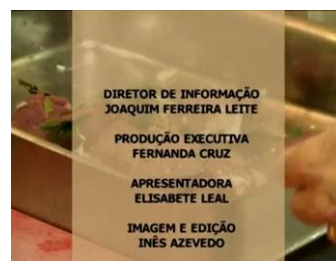 DIRETOR DE INFORMAÇÃO
JOAQUIM FERREIRA LEITE
PRODUÇÃO EXECUTIVA
FERNANDA CRUZ
APRESENTADORA
ELISABETE LEAL
IMAGEM E EDIÇÃO
INÊS AZEVEDO